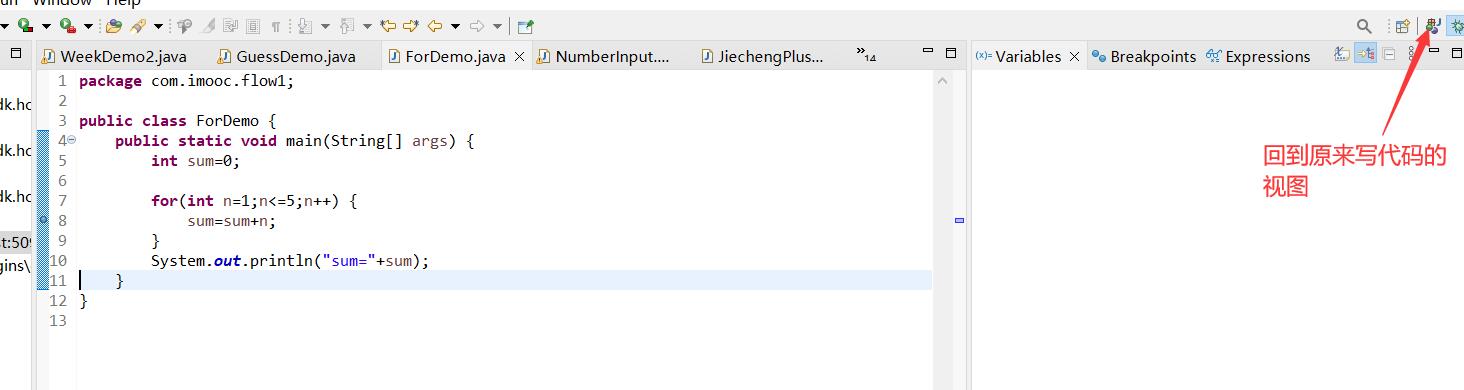 Window Help
WeekDemo2.java GuessDemo.java ForDemo.java NumberInput.... JiechengPlus... 14
(x)= Variables Breakpoints Expressions
1 package com.imooc.flow1;
2
3 public class ForDemo {
4 public static void main(String[] args) {
5 int sum=0;
6
7 for(int n=1;n<=5;n++) {
8 sum=sum+n;
9 }
10 System.out.println("sum="+sum);
11 }
12 }
13
dk.hc
dk.hc
dk.hc
t:509
gins\
回到原来写代码的
视图